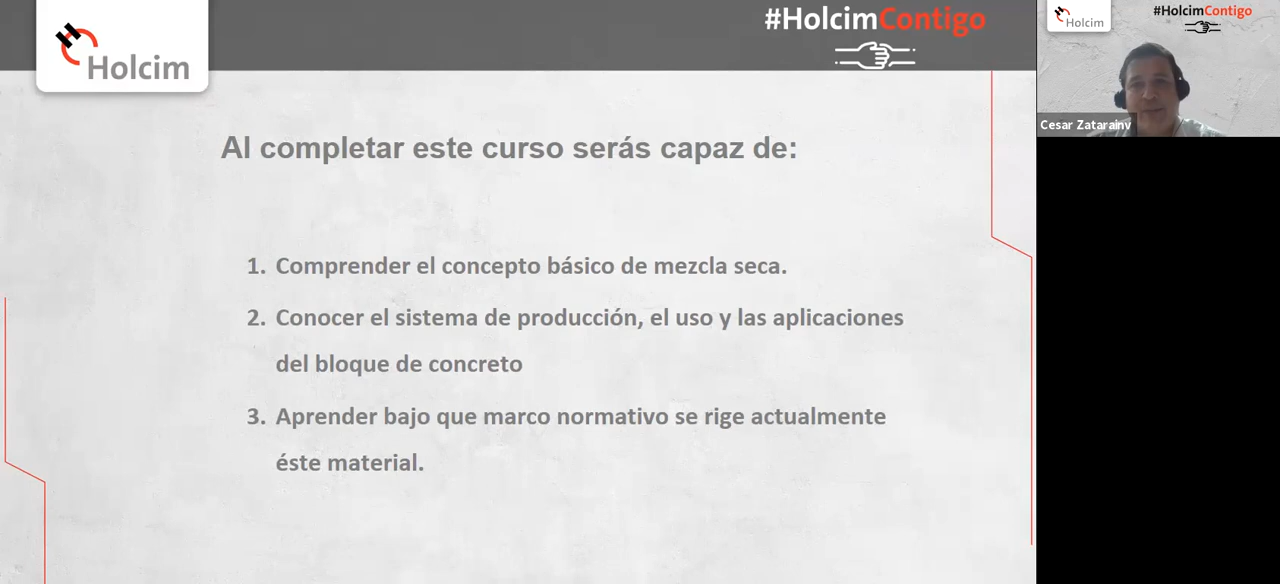 Holcim
#HolcimContigo
Al completar este curso serás capaz de:
1. Comprender el concepto básico de mezcla seca.
2. Conocer el sistema de producción, el uso y las aplicaciones
del bloque de concreto
3. Aprender bajo que marco normativo se rige actualmente
éste material.
Holcim
#HolcimContigo
Cesar Zatarainv